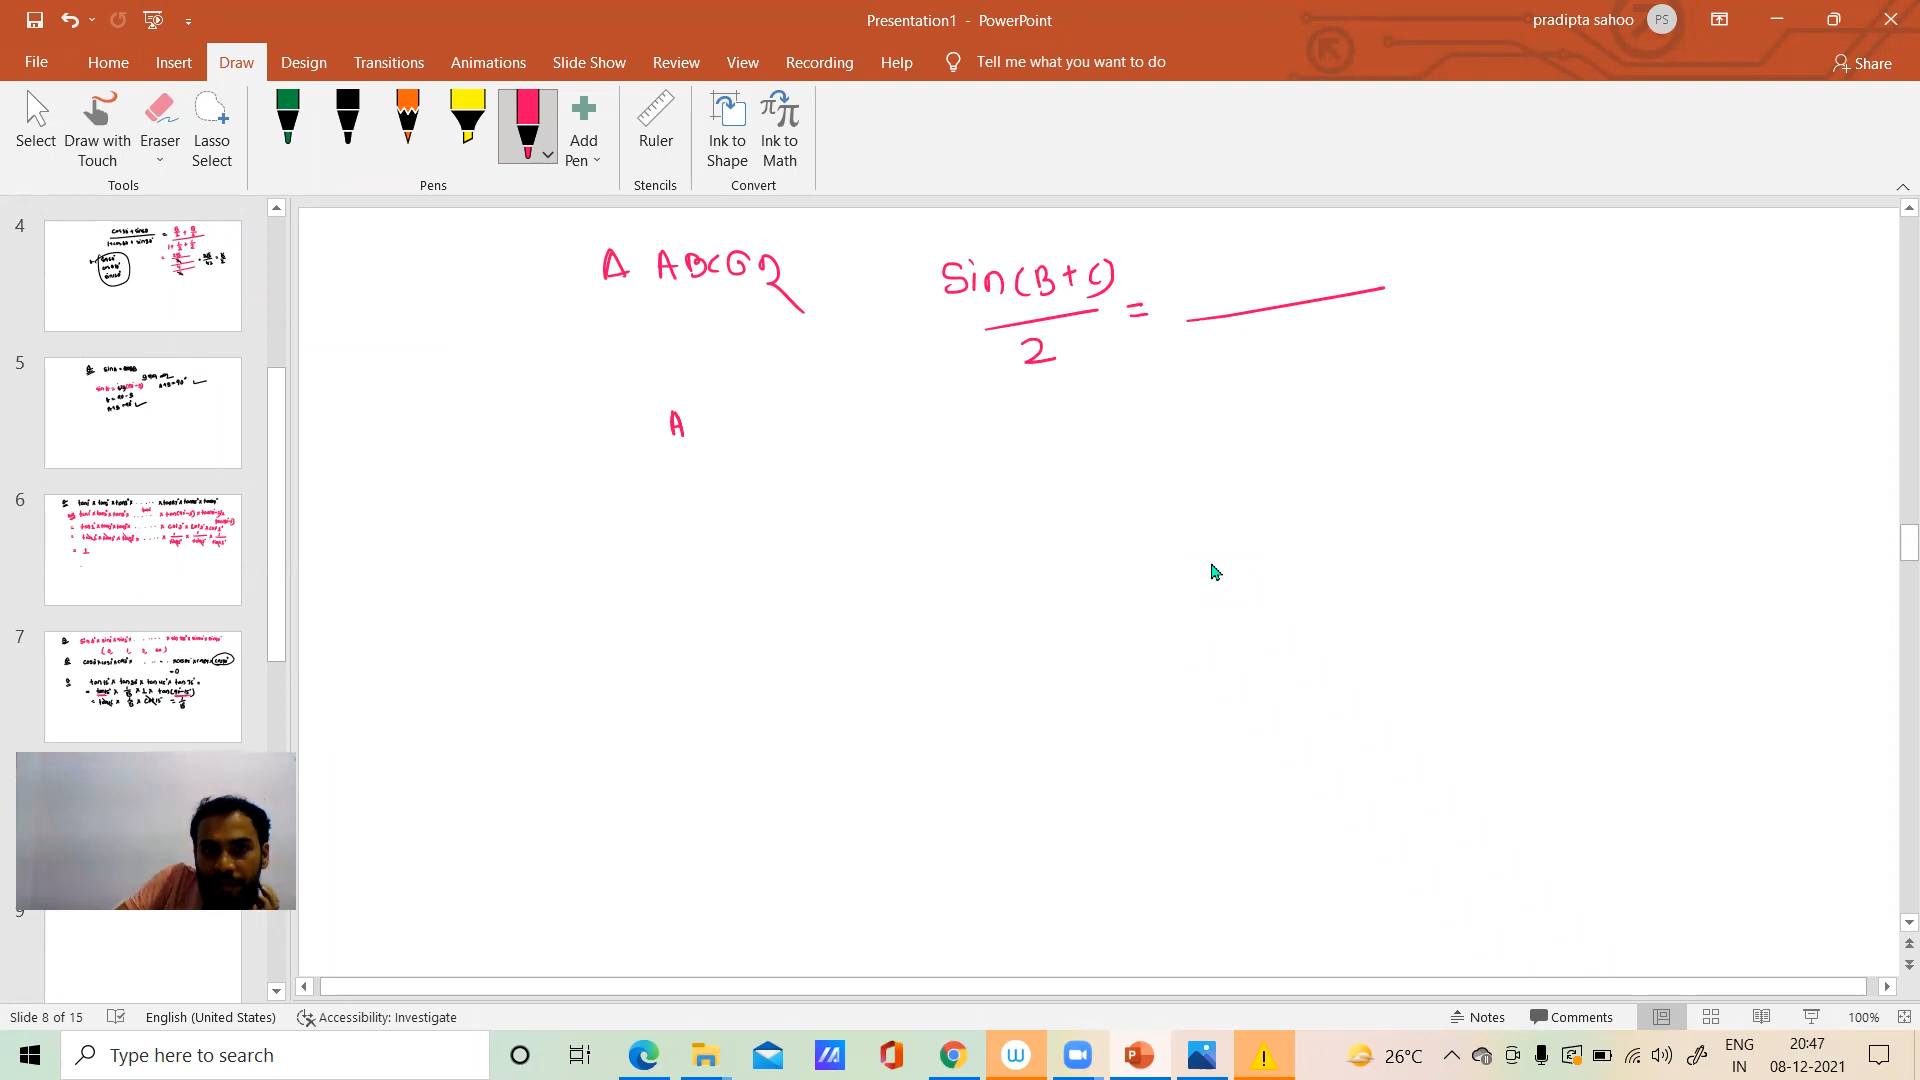 Presentation1 - PowerPoint
pradipta sahoo PS
File Home Insert Draw Design Transitions Animations Slide Show Review View Recording Help Tell me what you want to do Share
Select
Draw with Touch
Eraser
Lasso Select
Add Pen
Ruler
Ink to Shape
Ink to Math
Tools Pens Stencils Convert
4
5
6
7
9
Δ ABC
Sin(B+C)
=
2
A
Slide 8 of 15 English (United States) Accessibility: Investigate Notes Comments 100%
Type here to search
26°C
ENG
IN
20:47
08-12-2021